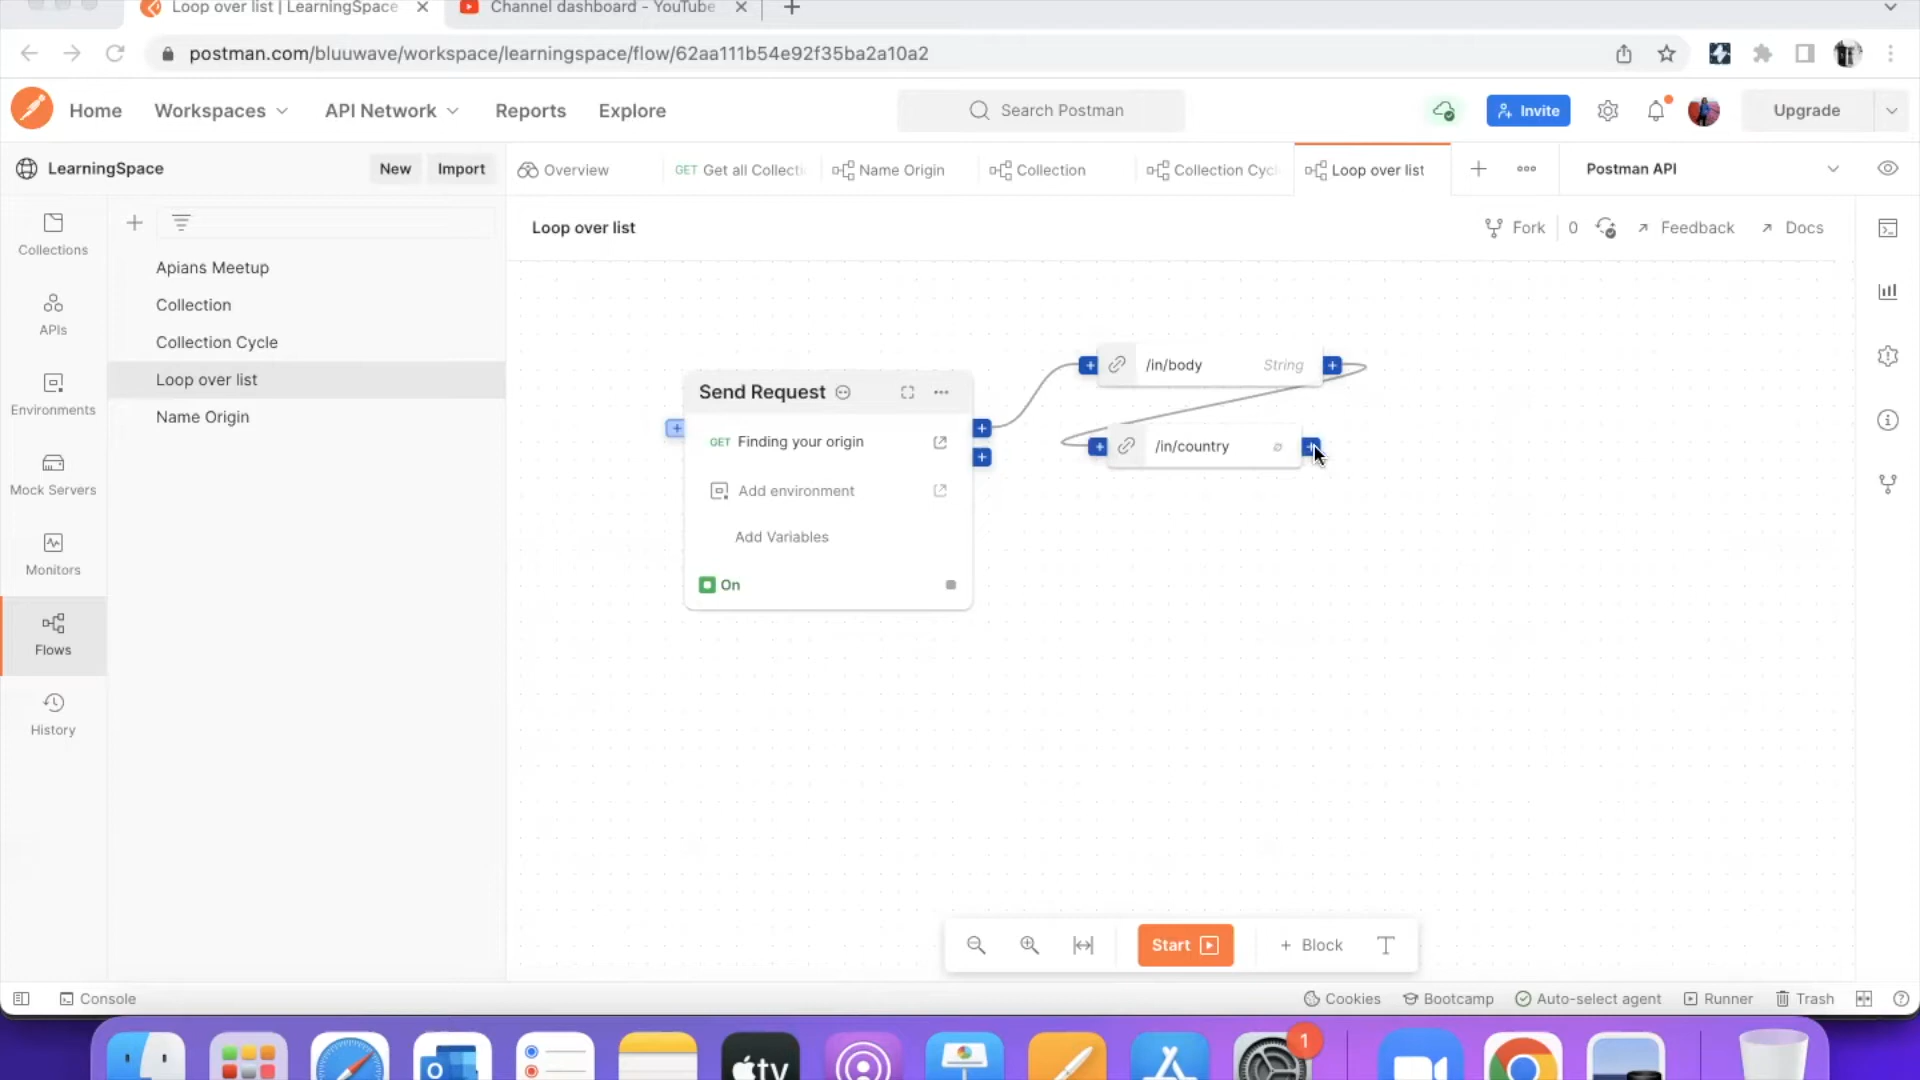 Loop over list | LearningSpace
Channel dashboard - YouTube
postman.com/bluuwave/workspace/learningspace/flow/62aa111b54e92f35ba2a10a2
Home
Workspaces
API Network
Reports
Explore
Search Postman
Invite
Upgrade
LearningSpace
New
Import
Overview
GET Get all Collecti
Name Origin
Collection
Collection Cycl
Loop over list
Postman API
Collections
APIs
Environments
Mock Servers
Monitors
Flows
History
Apians Meetup
Collection
Collection Cycle
Loop over list
Name Origin
Loop over list
Fork
0
Feedback
Docs
Send Request
GET Finding your origin
Add environment
Add Variables
On
/in/body
String
/in/country
Start
+ Block
T
Console
Cookies
Bootcamp
Auto-select agent
Runner
Trash
tv
1